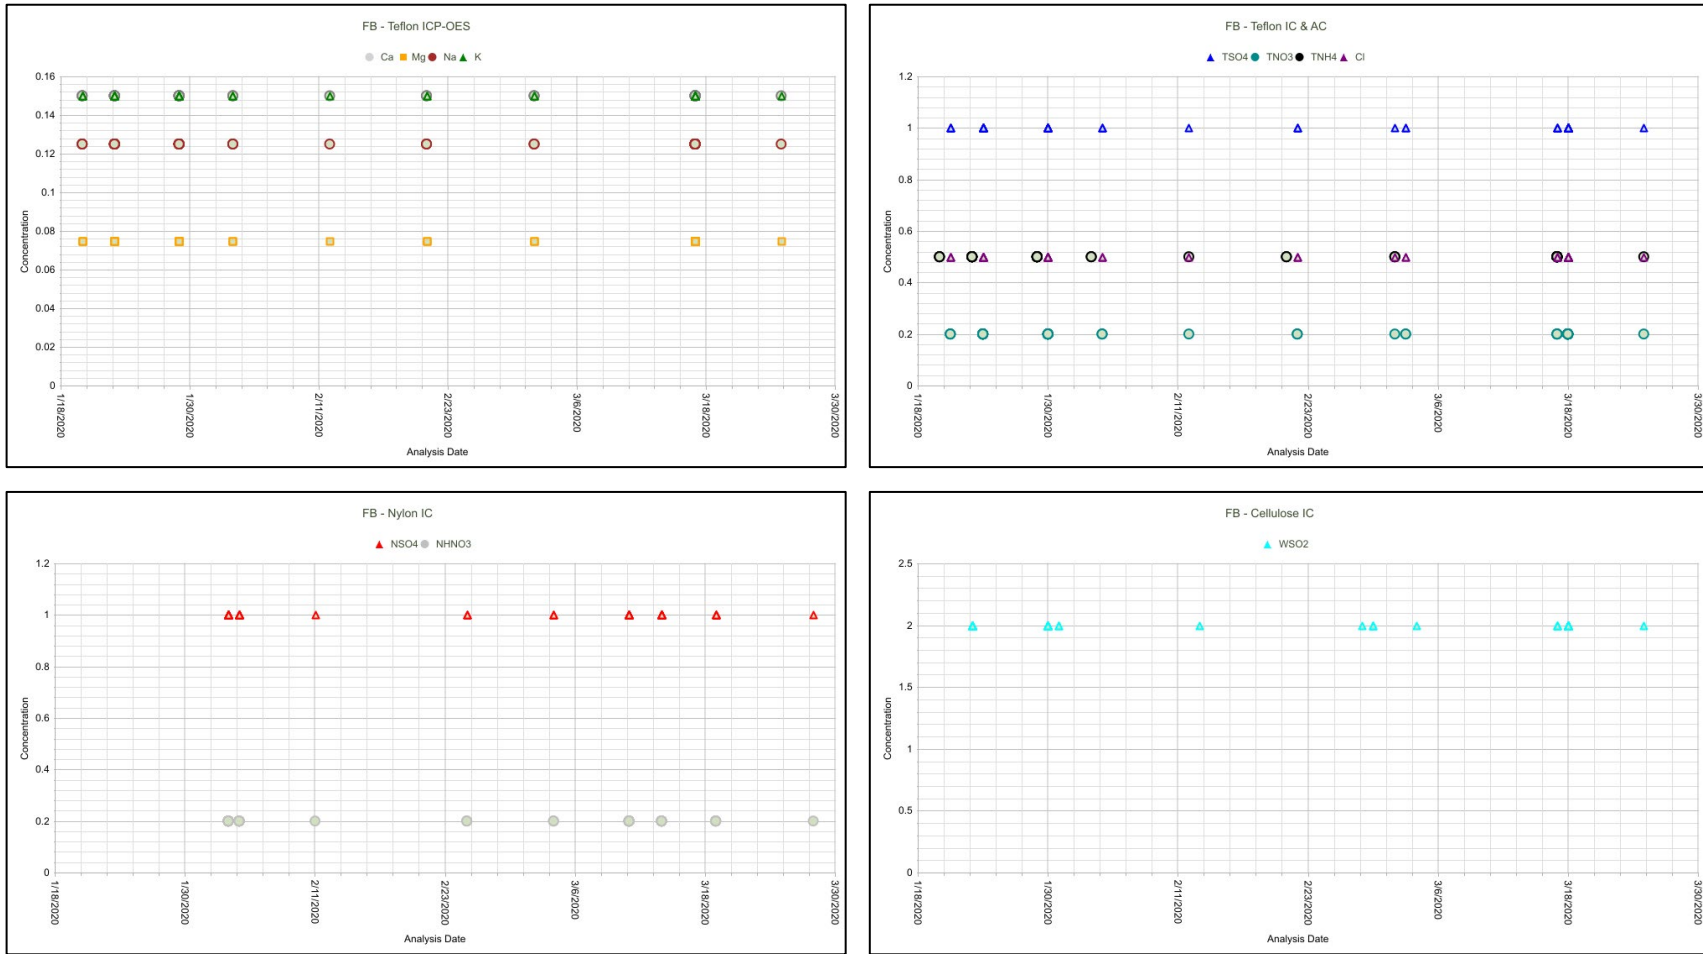 FB - Teflon ICP-OES
Ca Mg Na K
0.16
0.14
0.12
0.1
0.08
0.06
0.04
0.02
0
Concentration
1/18/2020 1/30/2020 2/11/2020 2/23/2020 3/6/2020 3/18/2020 3/30/2020
Analysis Date
FB - Teflon IC & AC
TSO4 TNO3 TNH4 Cl
1.2
1
0.8
0.6
0.4
0.2
0
Concentration
1/18/2020 1/30/2020 2/11/2020 2/23/2020 3/6/2020 3/18/2020 3/30/2020
Analysis Date
FB - Nylon IC
NSO4 NHNO3
1.2
1
0.8
0.6
0.4
0.2
0
Concentration
1/18/2020 1/30/2020 2/11/2020 2/23/2020 3/6/2020 3/18/2020 3/30/2020
Analysis Date
FB - Cellulose IC
WSO2
2.5
2
1.5
1
0.5
0
Concentration
1/18/2020 1/30/2020 2/11/2020 2/23/2020 3/6/2020 3/18/2020 3/30/2020
Analysis Date